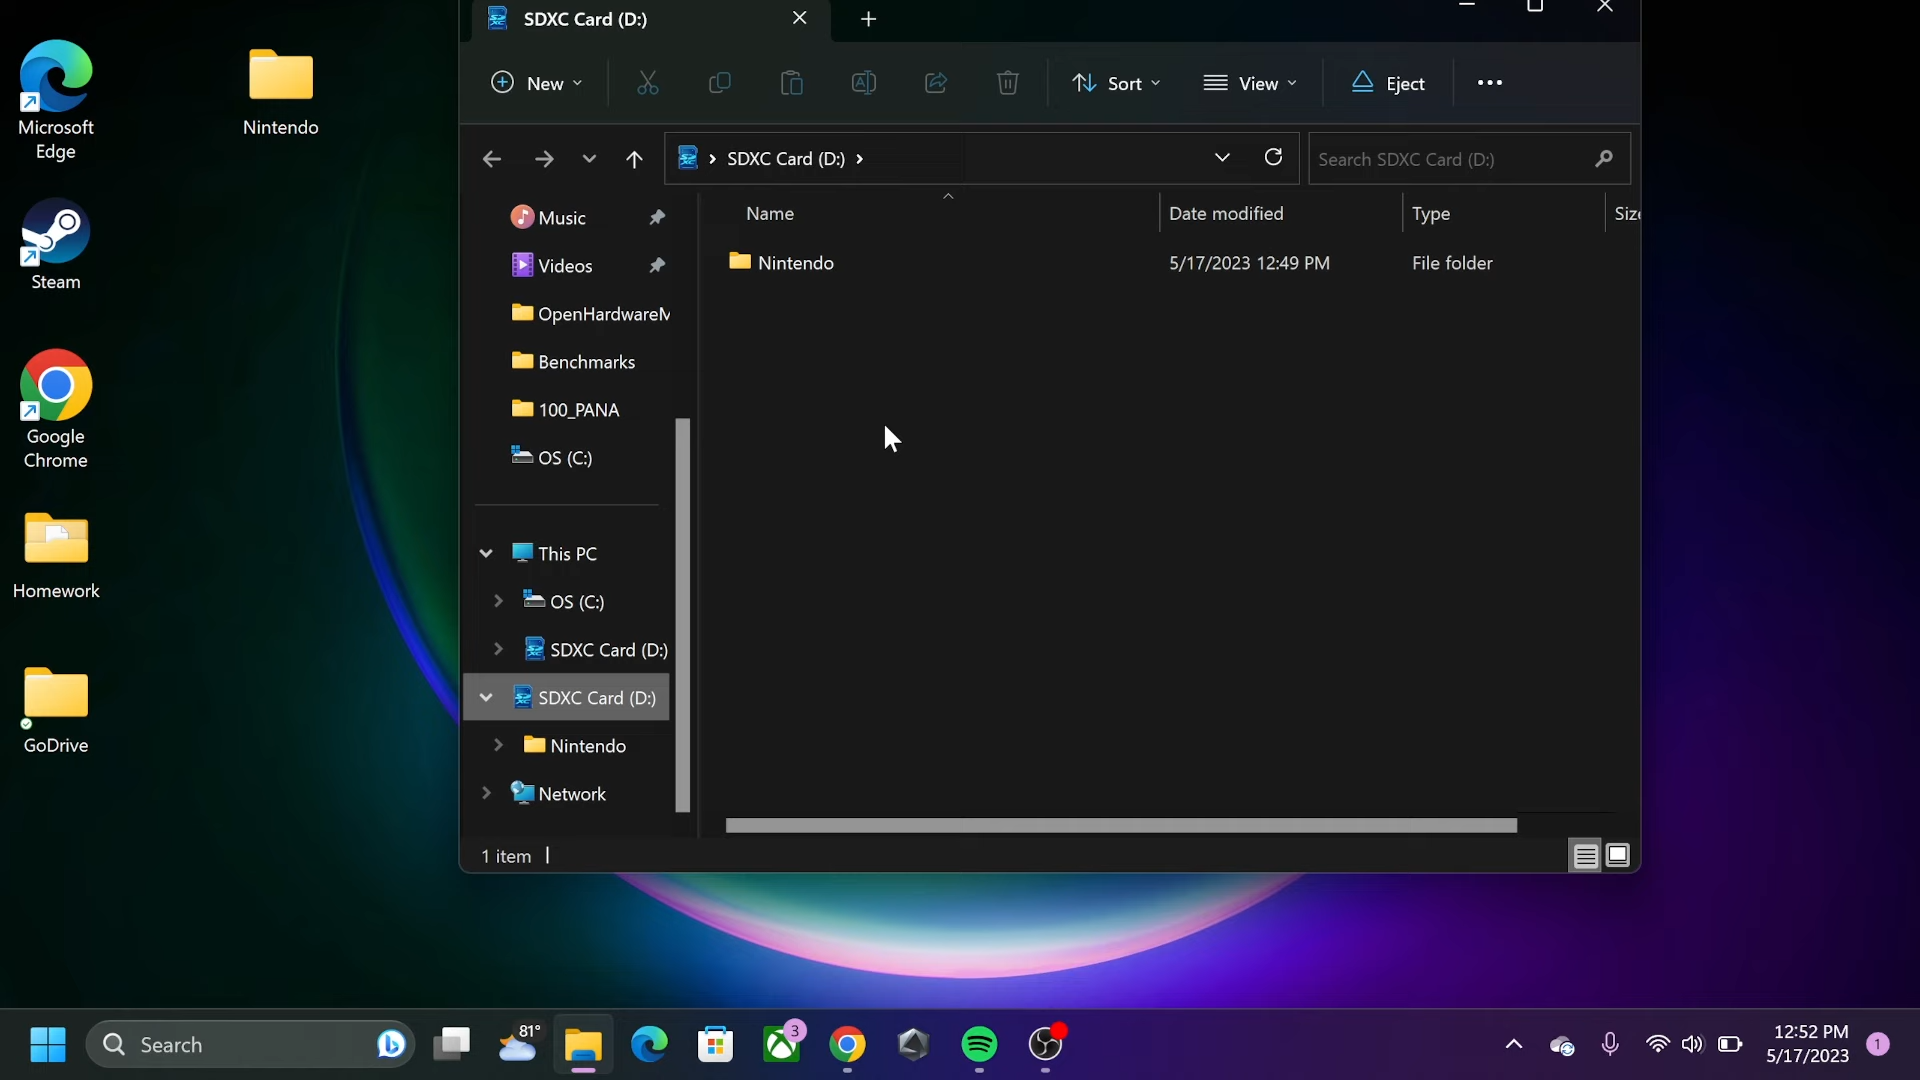 SDXC Card (D:)
New
Sort
View
Eject
SDXC Card (D:)
Search SDXC Card (D:)
Name
Date modified
Type
Nintendo
5/17/2023 12:49 PM
File folder
Music
Videos
OpenHardwareM
Benchmarks
100_PANA
OS (C:)
This PC
OS (C:)
SDXC Card (D:)
SDXC Card (D:)
Nintendo
Network
1 item
Microsoft
Edge
Nintendo
Steam
Google
Chrome
Homework
GoDrive
Search
81°
3
12:52 PM
5/17/2023
1